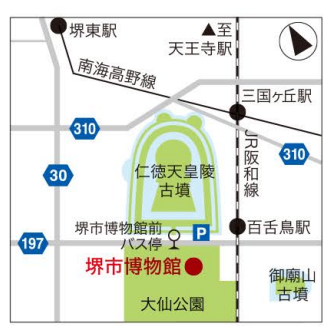 堺東駅
▲至
天王寺駅
南海高野線
三国ヶ丘駅
310
310
JR阪和線
30
仁徳天皇陵
古墳
堺市博物館前
バス停
P
百舌鳥駅
197
堺市博物館
御廟山
古墳
大仙公園